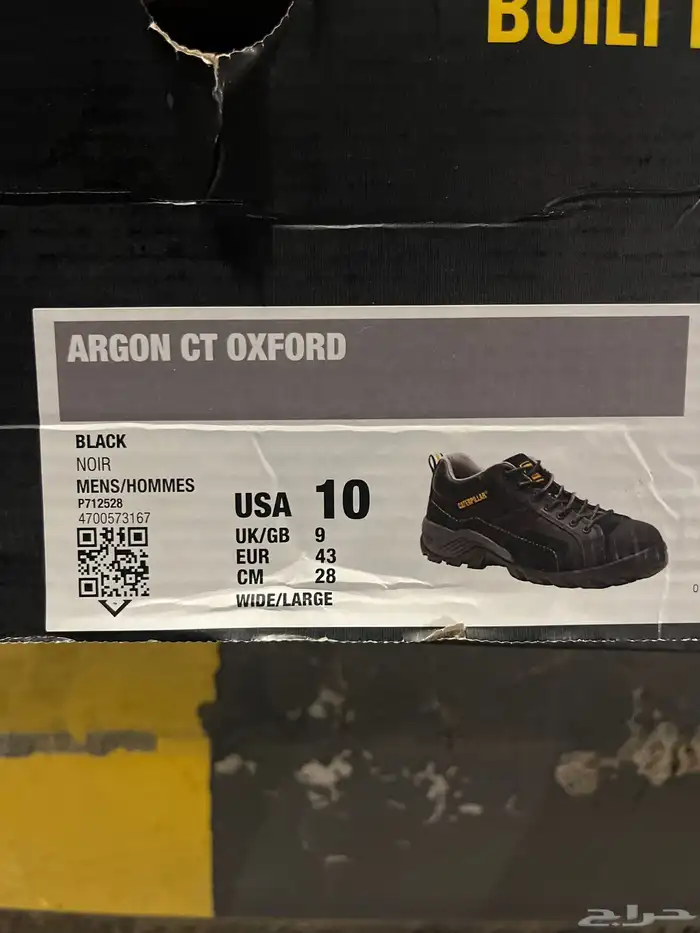 BUILT
ARGON CT OXFORD
BLACK
NOIR
MENS/HOMMES
P712528
4700573167
USA 10
UK/GB 9
EUR 43
CM 28
WIDE/LARGE
CATERPILLAR
0
حراج